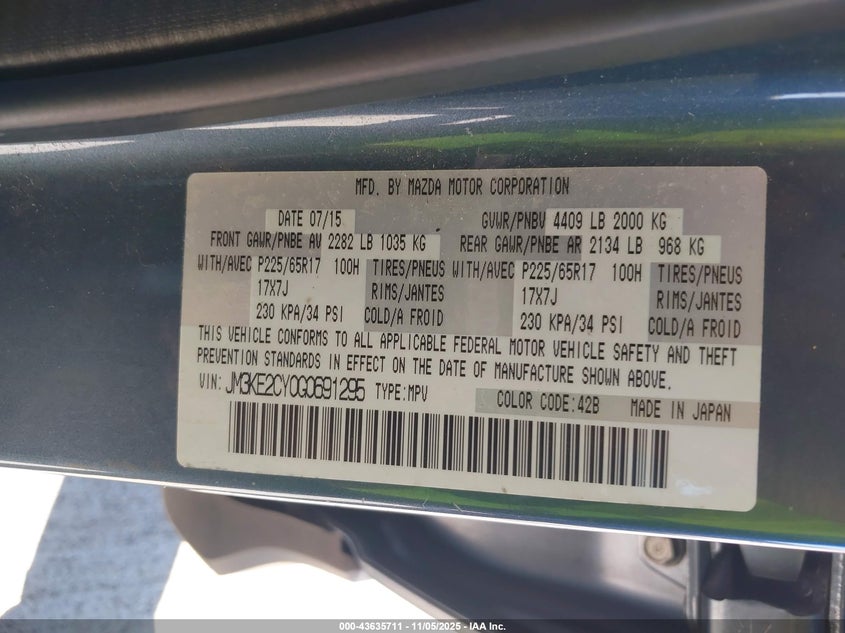 MFD. BY MAZDA MOTOR CORPORATION
DATE 07/15 GVWR/PNBV 4409 LB 2000 KG
FRONT GAWR/PNBE AV 2282 LB 1035 KG REAR GAWR/PNBE AR 2134 LB 968 KG
WITH/AVEC P225/65R17 100H TIRES/PNEUS WITH/AVEC P225/65R17 100H TIRES/PNEUS
17X7J RIMS/JANTES 17X7J RIMS/JANTES
230 KPA/34 PSI COLD/A FROID 230 KPA/34 PSI COLD/A FROID
THIS VEHICLE CONFORMS TO ALL APPLICABLE FEDERAL MOTOR VEHICLE SAFETY AND THEFT
PREVENTION STANDARDS IN EFFECT ON THE DATE OF MANUFACTURE SHOWN ABOVE.
VIN: JM3KE2CY0G0691295 TYPE:MPV COLOR CODE:42B MADE IN JAPAN
000-43635711 - 11/05/2025 - IAA Inc.